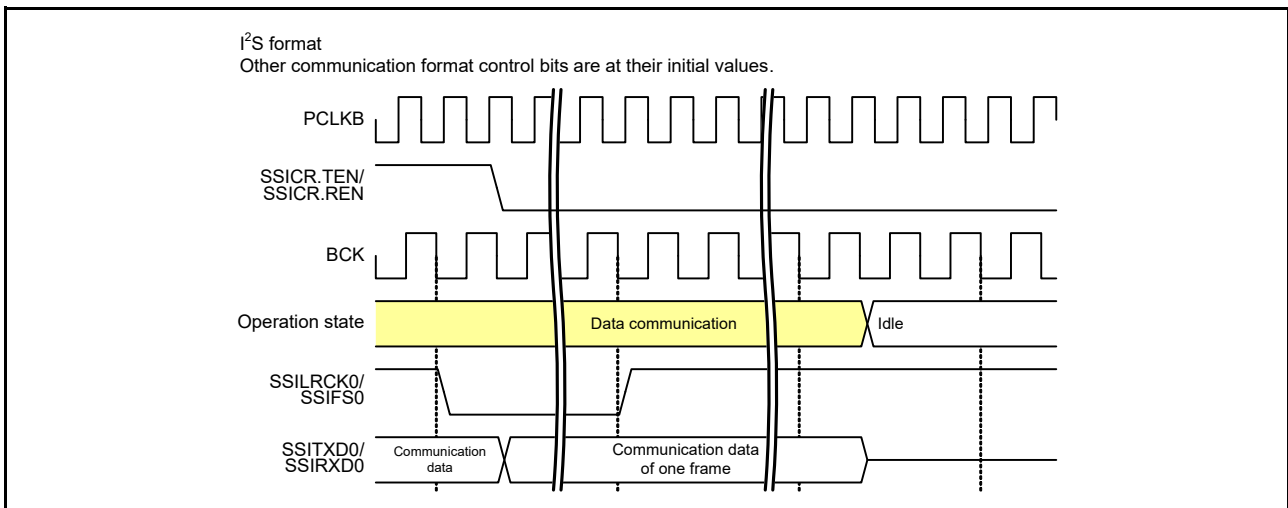 I²S format
Other communication format control bits are at their initial values.
PCLKB
SSICR.TEN/
SSICR.REN
BCK
Operation state
Data communication
Idle
SSILRCK0/
SSIFS0
SSITXD0/
SSIRXD0
Communication
data
Communication data
of one frame